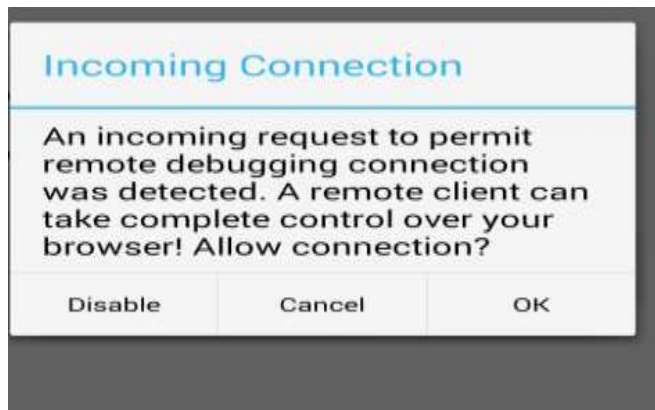 Incoming Connection
An incoming request to permit
remote debugging connection
was detected. A remote client can
take complete control over your
browser! Allow connection?
Disable Cancel OK